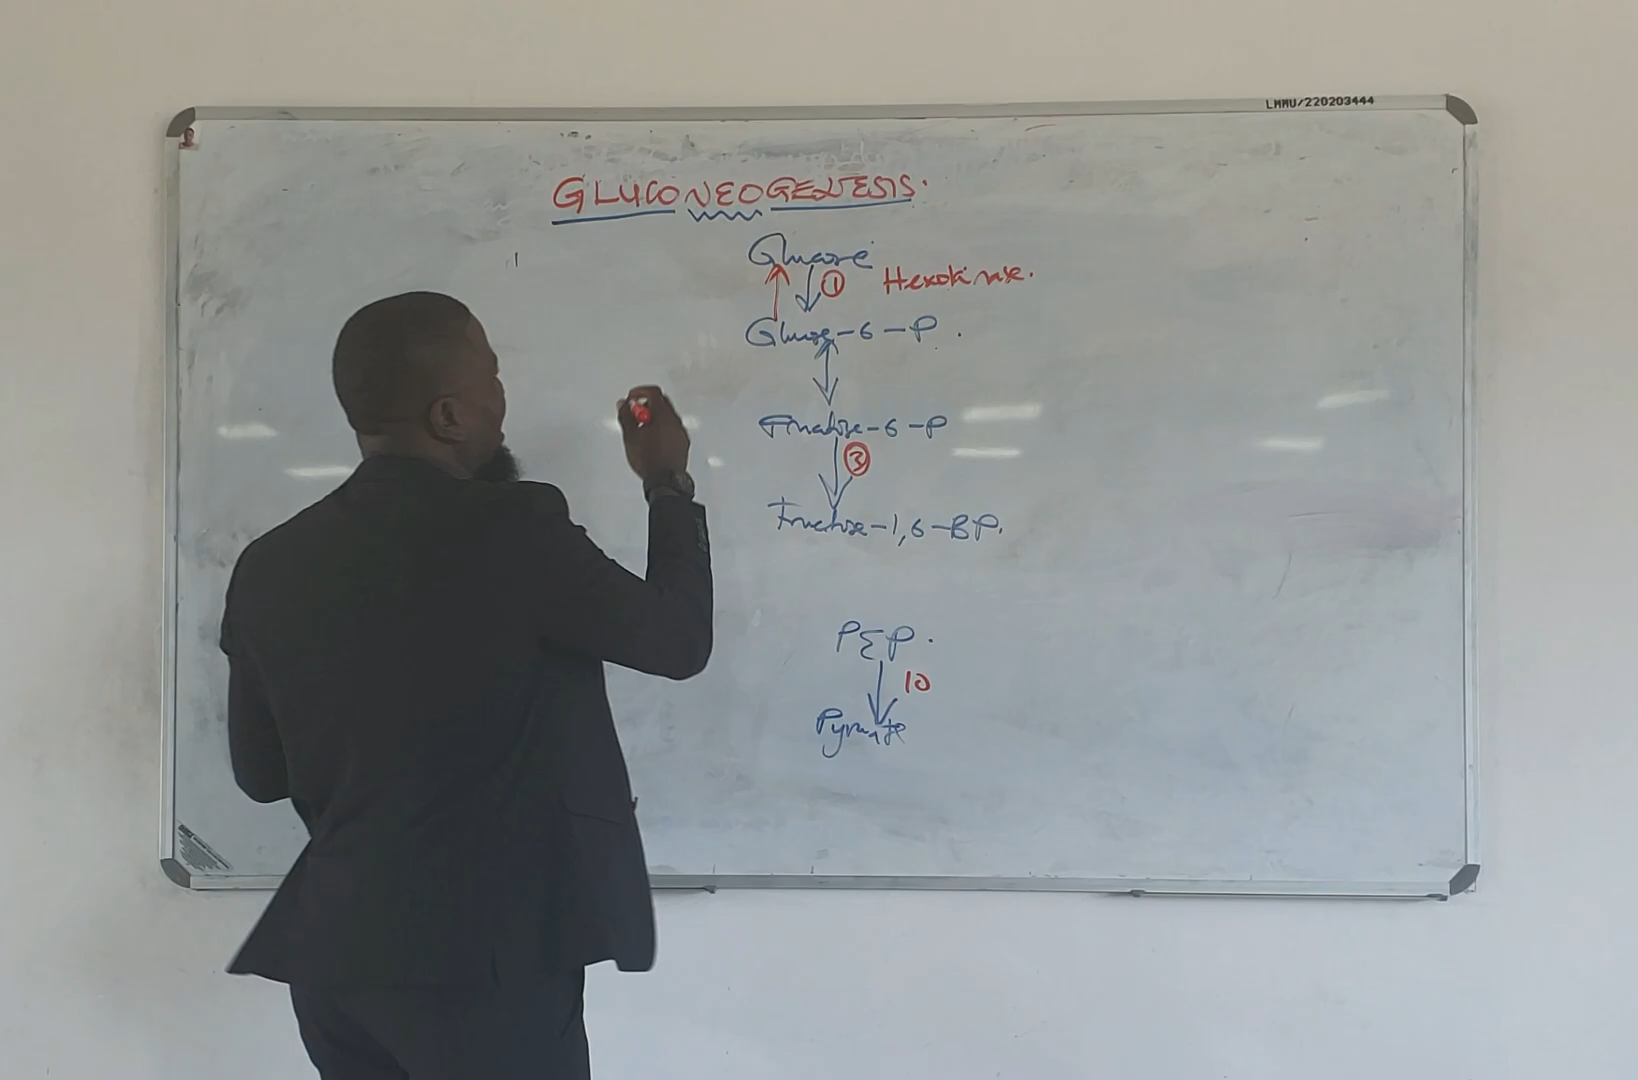 LMMU/220203444
GLUCONEOGENESIS.
Glucose
① Hexokinase.
Glucose-6-P.
Fructose-6-P
③
Fructose-1,6-BP.
PEP.
10
Pyruvate